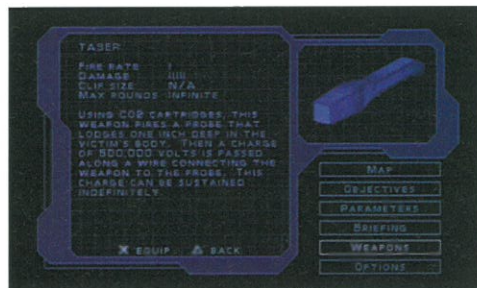 TASER
FIRE RATE I
DAMAGE IIIII
CLIP SIZE N/A
MAX ROUNDS INFINITE
USING CO2 CARTRIDGES, THIS
WEAPON FIRES A PROBE THAT
LODGES ONE INCH DEEP IN THE
VICTIM'S BODY. THEN A CHARGE
OF 500,000 VOLTS IS PASSED
ALONG A WIRE CONNECTING THE
WEAPON TO THE PROBE. THIS
CHARGE CAN BE SUSTAINED
INDEFINITELY.
EQUIP BACK
MAP
OBJECTIVES
PARAMETERS
BRIEFING
WEAPONS
OPTIONS